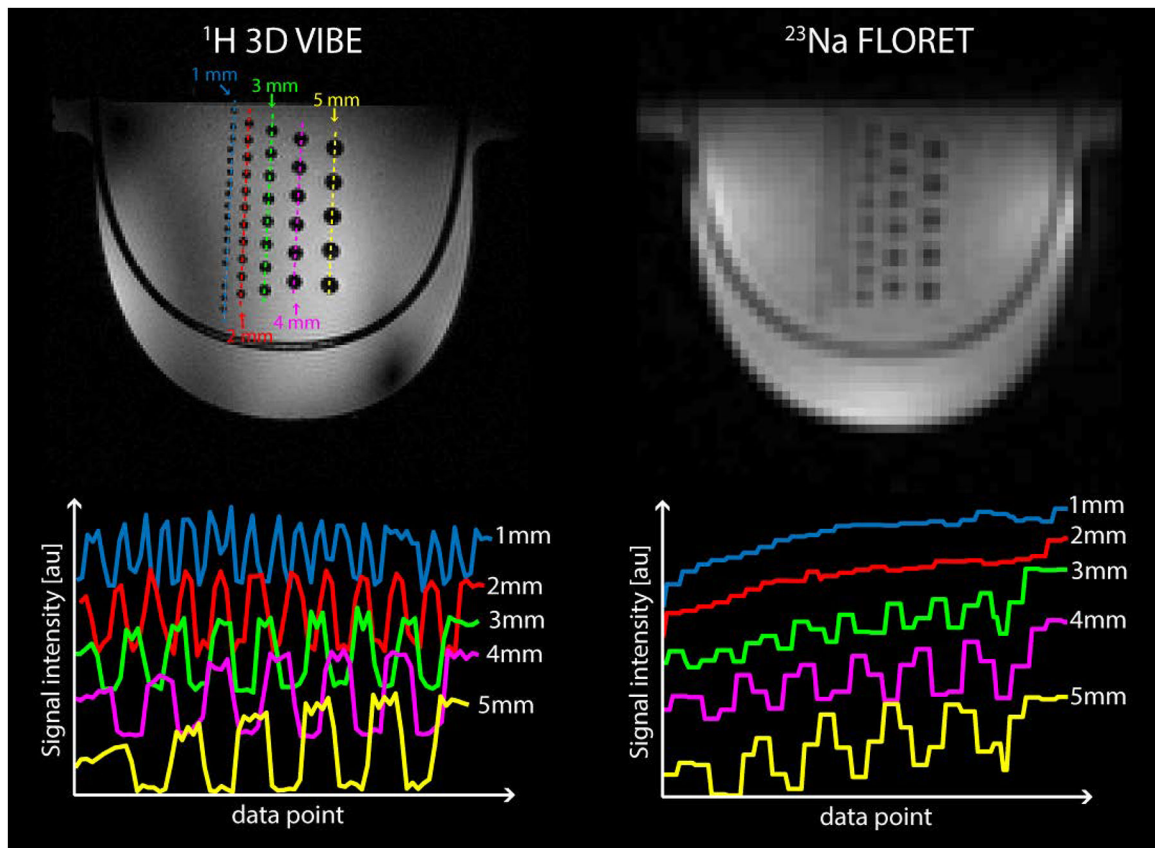 ¹H 3D VIBE
²³Na FLORET
1 mm
3 mm
5 mm
2 mm
4 mm
Signal intensity [au]
1mm
2mm
3mm
4mm
5mm
data point
Signal intensity [au]
1mm
2mm
3mm
4mm
5mm
data point